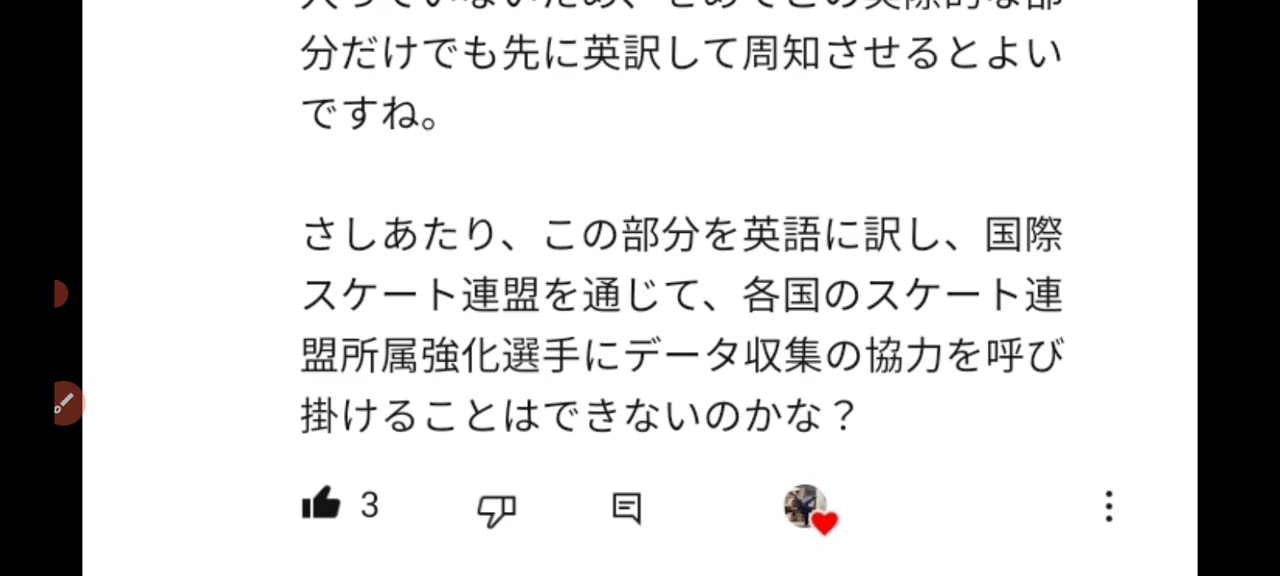 分だけでも先に英訳して周知させるとよい
ですね。
さしあたり、この部分を英語に訳し、国際
スケート連盟を通じて、各国のスケート連
盟所属強化選手にデータ収集の協力を呼び
掛けることはできないのかな？
3